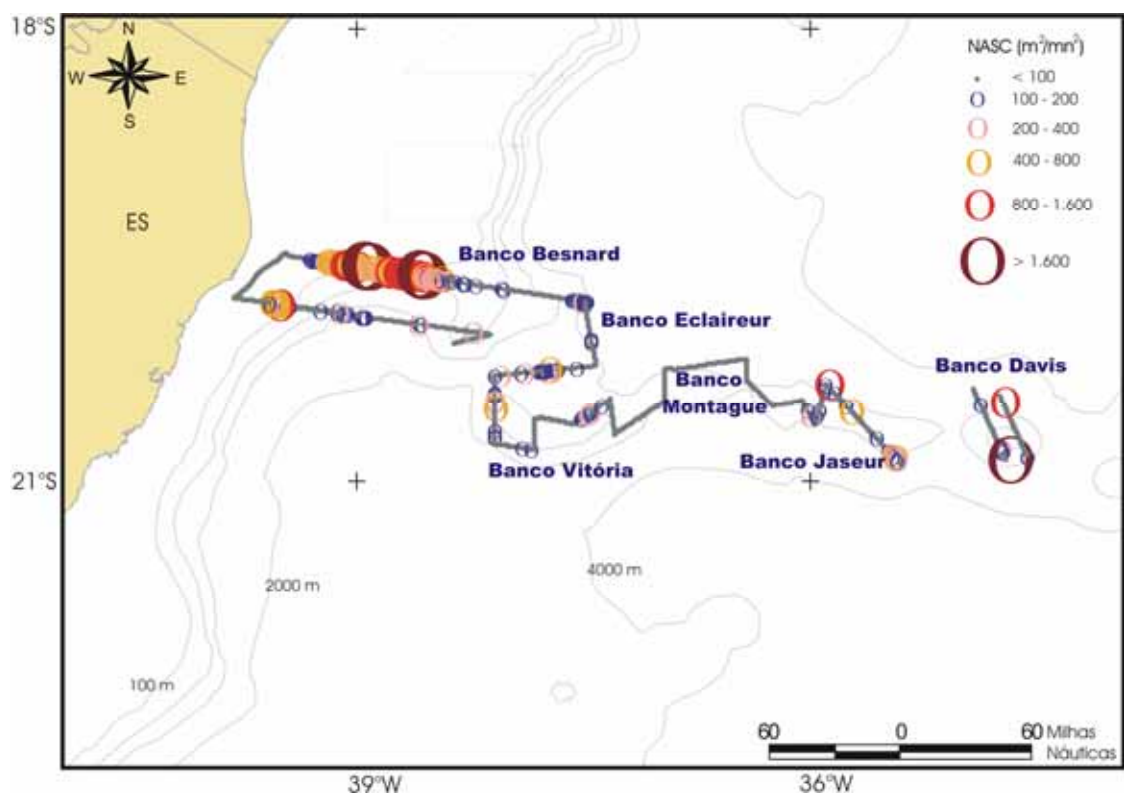 18°S
N
W E
S
ES
NASC (m²/mn²)
< 100
100 - 200
200 - 400
400 - 800
800 - 1.600
> 1.600
Banco Besnard
Banco Eclaireur
Banco
Montague
Banco Davis
Banco Vitória
Banco Jaseur
21°S
2000 m
4000 m
100 m
60 0 60 Milhas
Náuticas
39°W
36°W